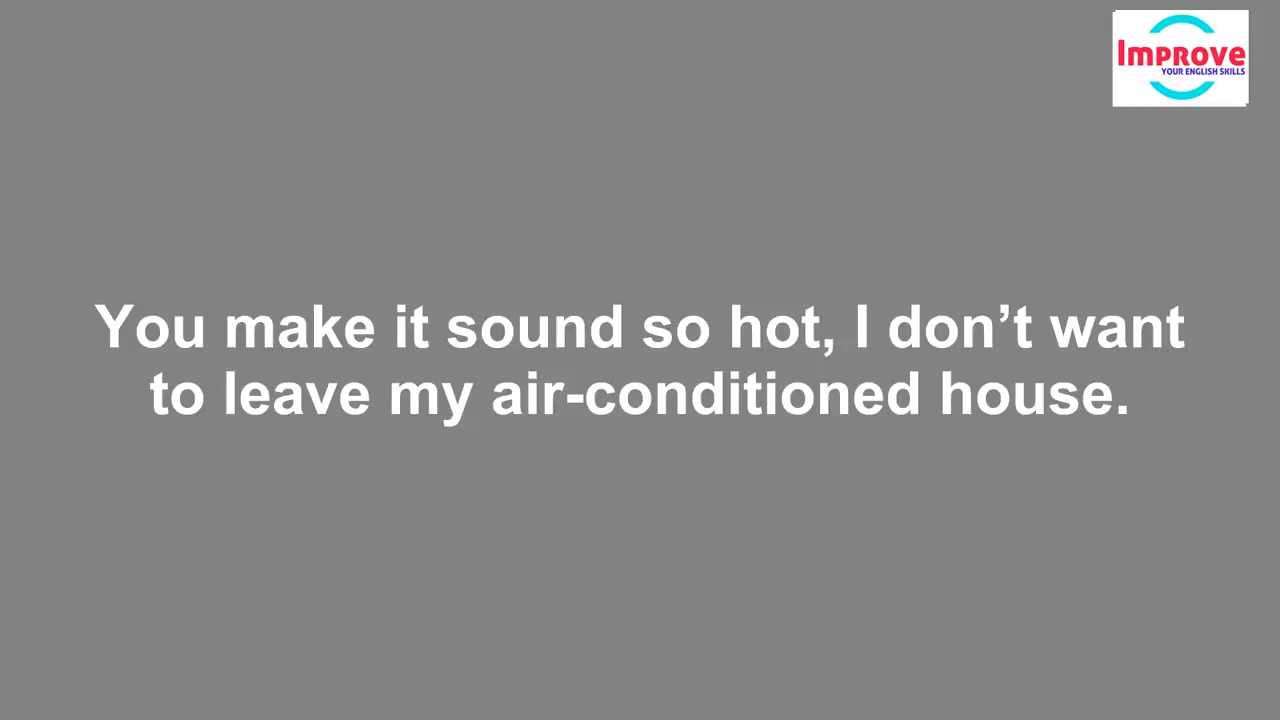 Improve
YOUR ENGLISH SKILLS
You make it sound so hot, I don’t want
to leave my air-conditioned house.